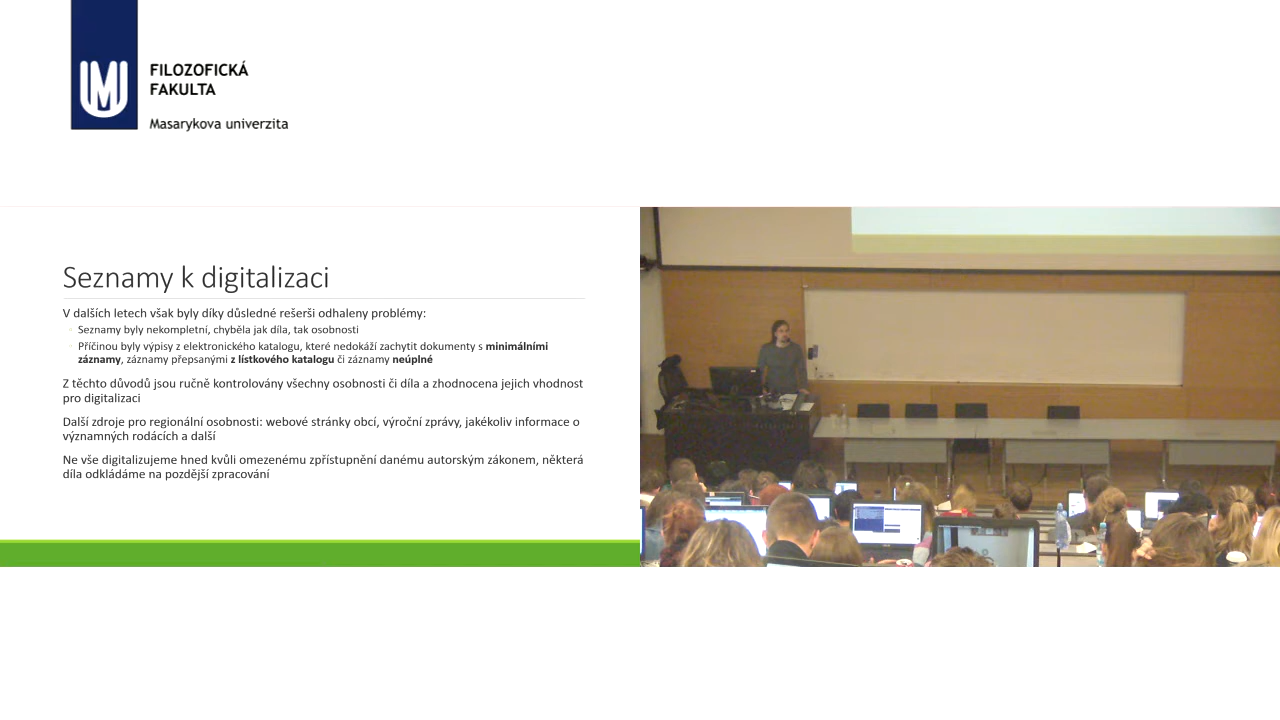 FILOZOFICKÁ
FAKULTA
Masarykova univerzita
Seznamy k digitalizaci
V dalších letech však byly díky důsledné rešerši odhaleny problémy:
Seznamy byly nekompletní, chyběla jak díla, tak osobnosti
Příčinou byly výpisy z elektronického katalogu, které nedokáží zachytit dokumenty s minimálními
záznamy, záznamy přepsanými z lístkového katalogu či záznamy neúplné
Z těchto důvodů jsou ručně kontrolovány všechny osobnosti či díla a zhodnocena jejich vhodnost
pro digitalizaci
Další zdroje pro regionální osobnosti: webové stránky obcí, výroční zprávy, jakékoliv informace o
významných rodácích a další
Ne vše digitalizujeme hned kvůli omezenému zpřístupnění danému autorským zákonem, některá
díla odkládáme na pozdější zpracování